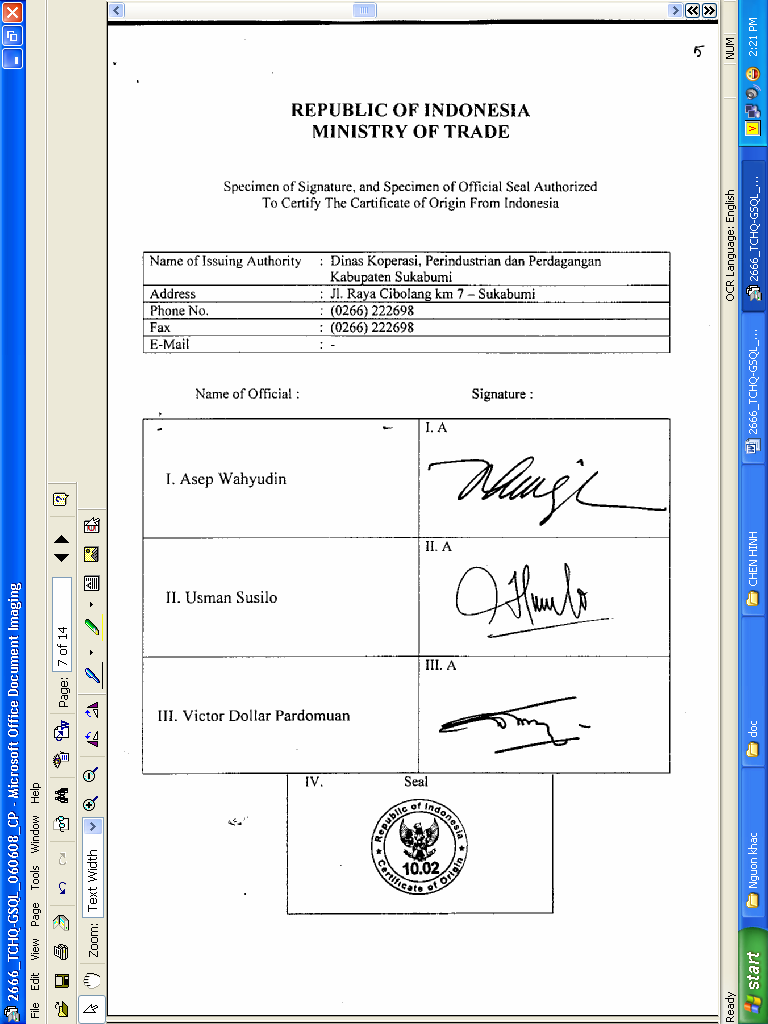 2666_TCHQ-GSQL_060608_CP - Microsoft Office Document Imaging
File Edit View Page Tools Window Help
Page: 7 of 14
Zoom: Text Width
5
REPUBLIC OF INDONESIA
MINISTRY OF TRADE
Specimen of Signature, and Specimen of Official Seal Authorized
To Certify The Cartificate of Origin From Indonesia
Name of Issuing Authority : Dinas Koperasi, Perindustrian dan Perdagangan
Kabupaten Sukabumi
Address : Jl. Raya Cibolang km 7 – Sukabumi
Phone No. : (0266) 222698
Fax : (0266) 222698
E-Mail : -
Name of Official : Signature :
I. Asep Wahyudin I. A
II. Usman Susilo II. A
III. Victor Dollar Pardomuan III. A
IV. Seal
Republic of Indonesia
10.02
Certificate of Origin
Ready OCR Language: English NUM
start Nguon khac doc CHEN HINH 2666_TCHQ-GSQL_... 2666_TCHQ-GSQL_... 2:21 PM